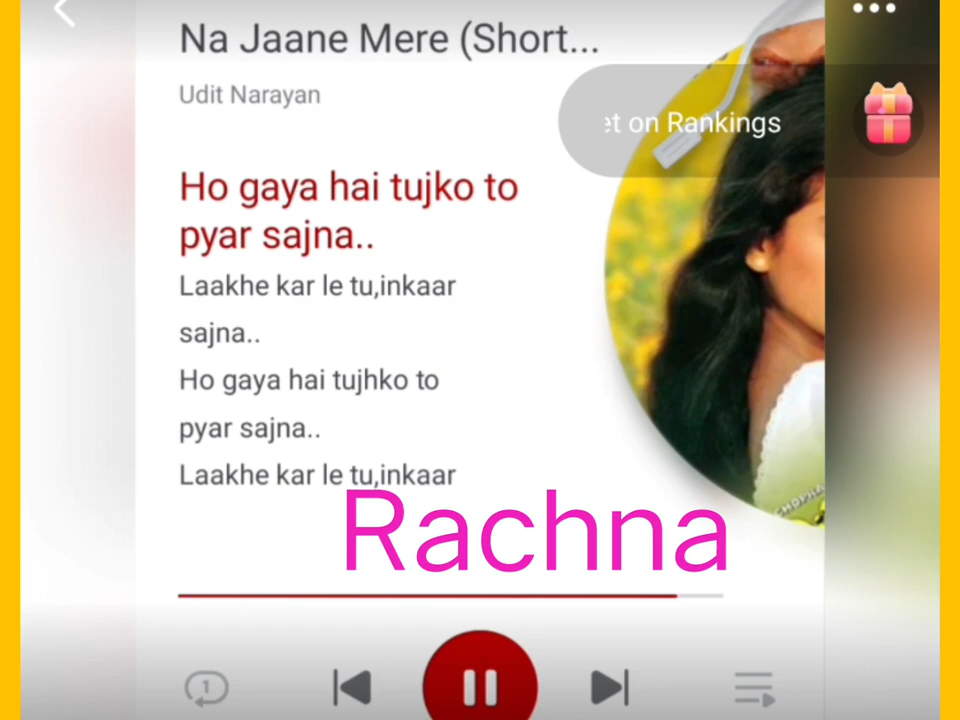 Na Jaane Mere (Short...
Udit Narayan
et on Rankings
Ho gaya hai tujko to
pyar sajna..
Laakhe kar le tu,inkaar
sajna..
Ho gaya hai tujhko to
pyar sajna..
Laakhe kar le tu,inkaar
Rachna
CHOPRA
1